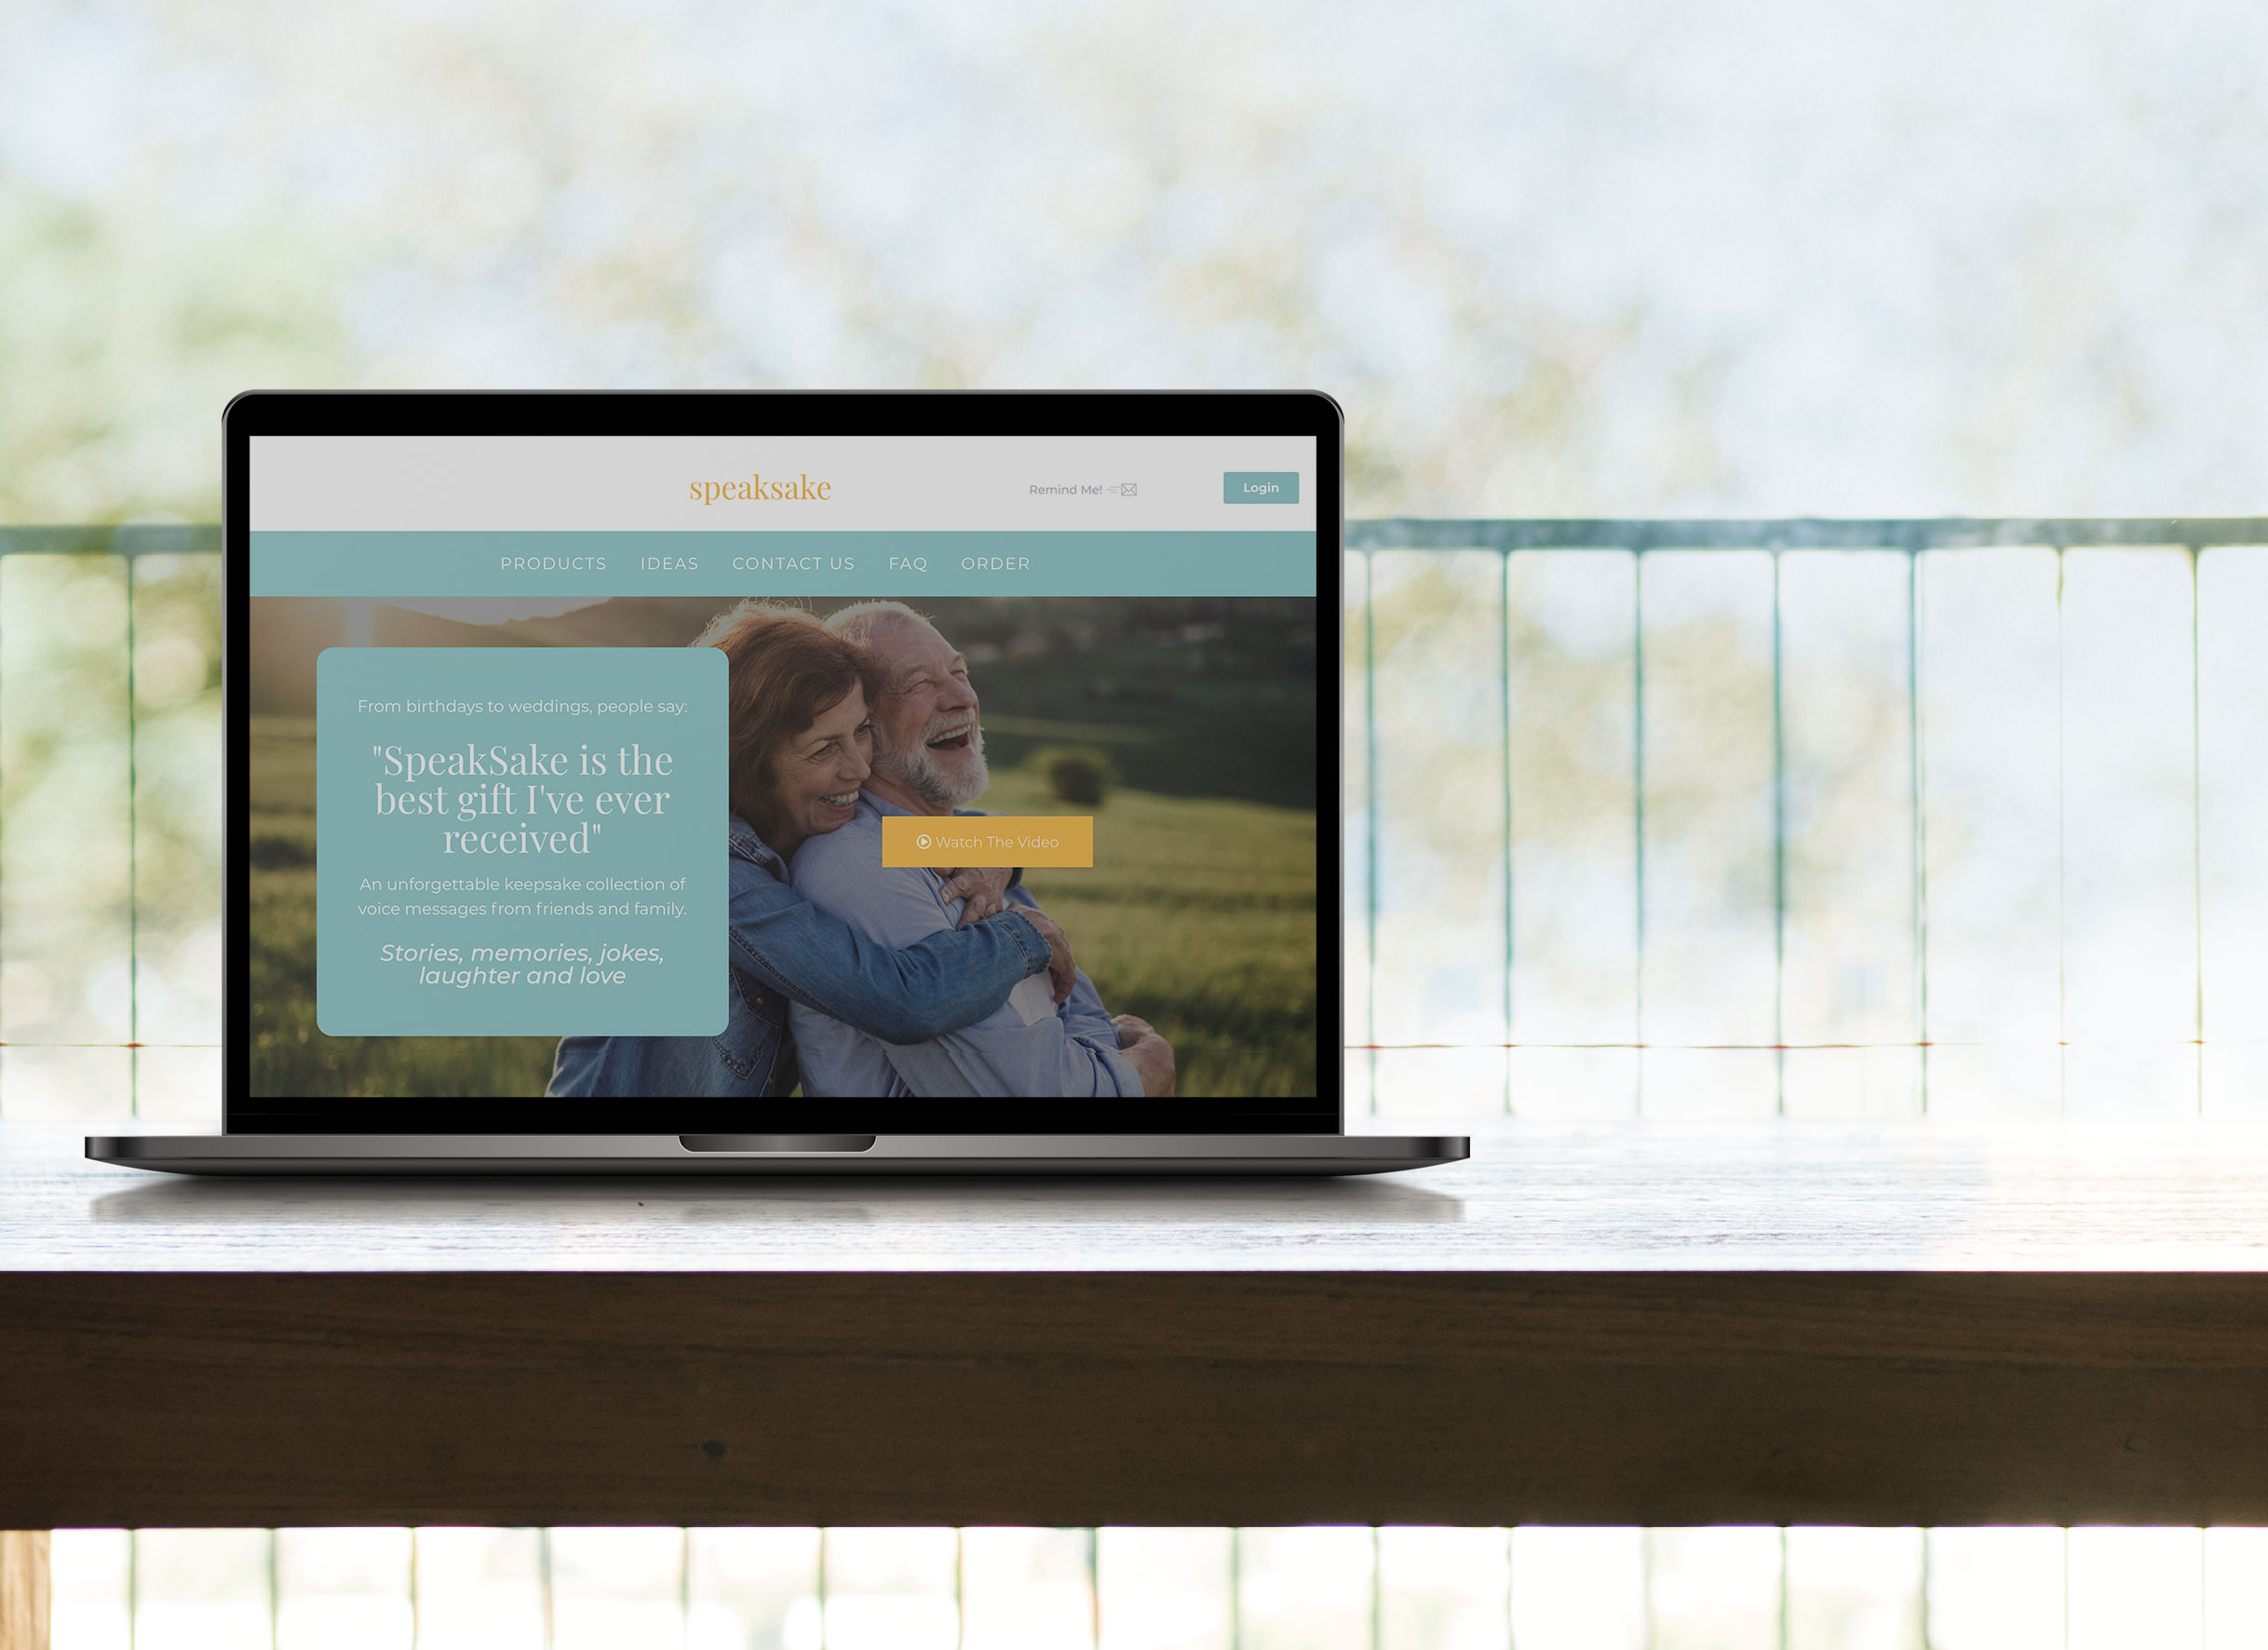 speaksake
Remind Me!
Login
PRODUCTS IDEAS CONTACT US FAQ ORDER
From birthdays to weddings, people say:
"SpeakSake is the
best gift I've ever
received"
An unforgettable keepsake collection of
voice messages from friends and family.
Stories, memories, jokes,
laughter and love
Watch The Video